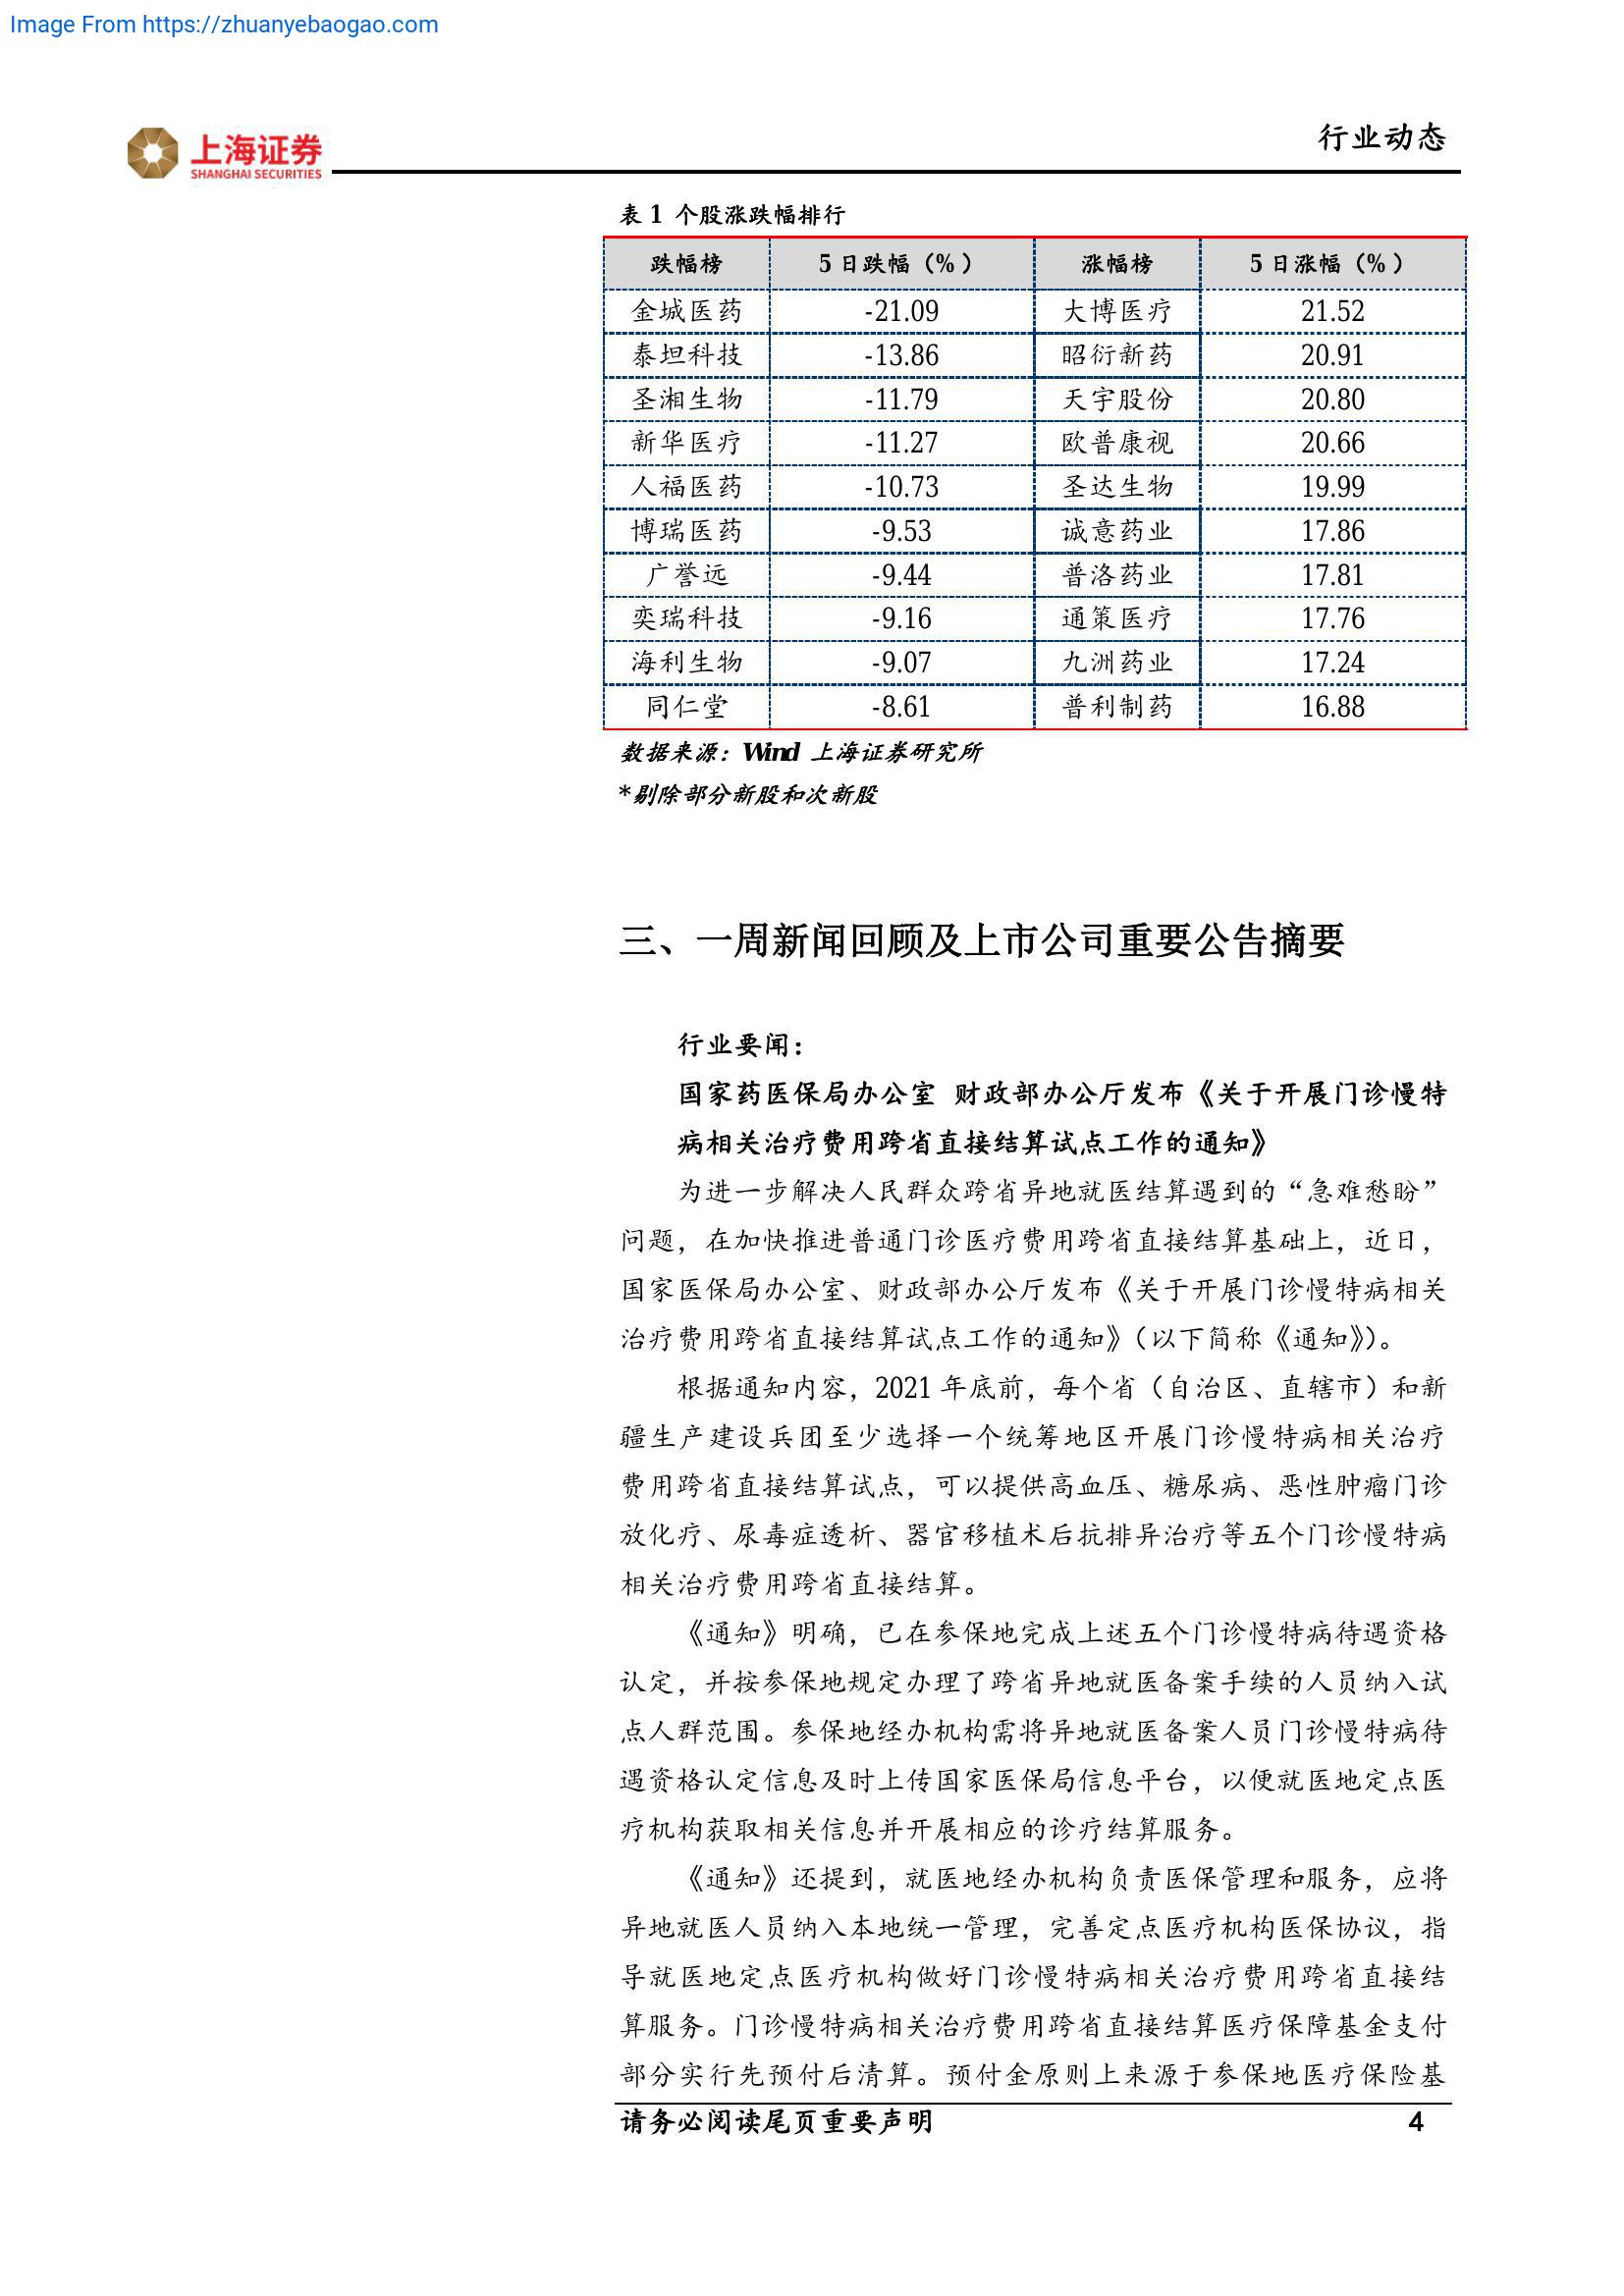 Image From https://zhuanyebaogao.com
行业动态
上海证券
SHANGHAI SECURITIES
表 1 个股涨跌幅排行
跌幅榜 5 日跌幅（%） 涨幅榜 5 日涨幅（%）
金城医药 -21.09 大博医疗 21.52
泰坦科技 -13.86 昭衍新药 20.91
圣湘生物 -11.79 天宇股份 20.80
新华医疗 -11.27 欧普康视 20.66
人福医药 -10.73 圣达生物 19.99
博瑞医药 -9.53 诚意药业 17.86
广誉远 -9.44 普洛药业 17.81
奕瑞科技 -9.16 通策医疗 17.76
海利生物 -9.07 九洲药业 17.24
同仁堂 -8.61 普利制药 16.88
数据来源：Wind 上海证券研究所
*剔除部分新股和次新股
三、一周新闻回顾及上市公司重要公告摘要
行业要闻：
国家药医保局办公室 财政部办公厅发布《关于开展门诊慢特
病相关治疗费用跨省直接结算试点工作的通知》
为进一步解决人民群众跨省异地就医结算遇到的“急难愁盼”
问题，在加快推进普通门诊医疗费用跨省直接结算基础上，近日，
国家医保局办公室、财政部办公厅发布《关于开展门诊慢特病相关
治疗费用跨省直接结算试点工作的通知》（以下简称《通知》）。
根据通知内容，2021 年底前，每个省（自治区、直辖市）和新
疆生产建设兵团至少选择一个统筹地区开展门诊慢特病相关治疗
费用跨省直接结算试点，可以提供高血压、糖尿病、恶性肿瘤门诊
放化疗、尿毒症透析、器官移植术后抗排异治疗等五个门诊慢特病
相关治疗费用跨省直接结算。
《通知》明确，已在参保地完成上述五个门诊慢特病待遇资格
认定，并按参保地规定办理了跨省异地就医备案手续的人员纳入试
点人群范围。参保地经办机构需将异地就医备案人员门诊慢特病待
遇资格认定信息及时上传国家医保局信息平台，以便就医地定点医
疗机构获取相关信息并开展相应的诊疗结算服务。
《通知》还提到，就医地经办机构负责医保管理和服务，应将
异地就医人员纳入本地统一管理，完善定点医疗机构医保协议，指
导就医地定点医疗机构做好门诊慢特病相关治疗费用跨省直接结
算服务。门诊慢特病相关治疗费用跨省直接结算医疗保障基金支付
部分实行先预付后清算。预付金原则上来源于参保地医疗保险基
请务必阅读尾页重要声明 4